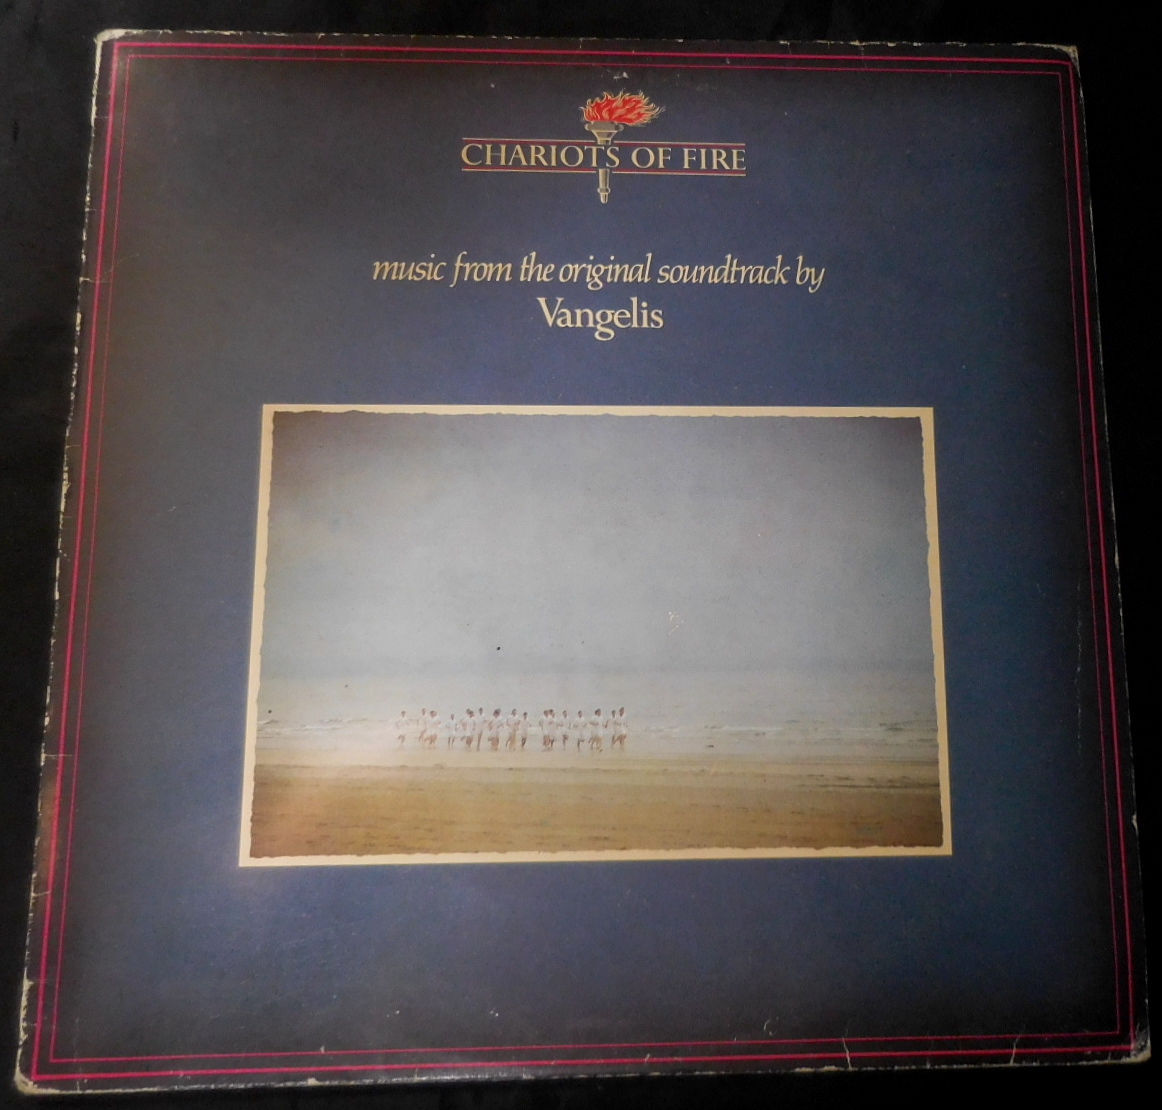 CHARIOTS OF FIRE
music from the original soundtrack by
Vangelis